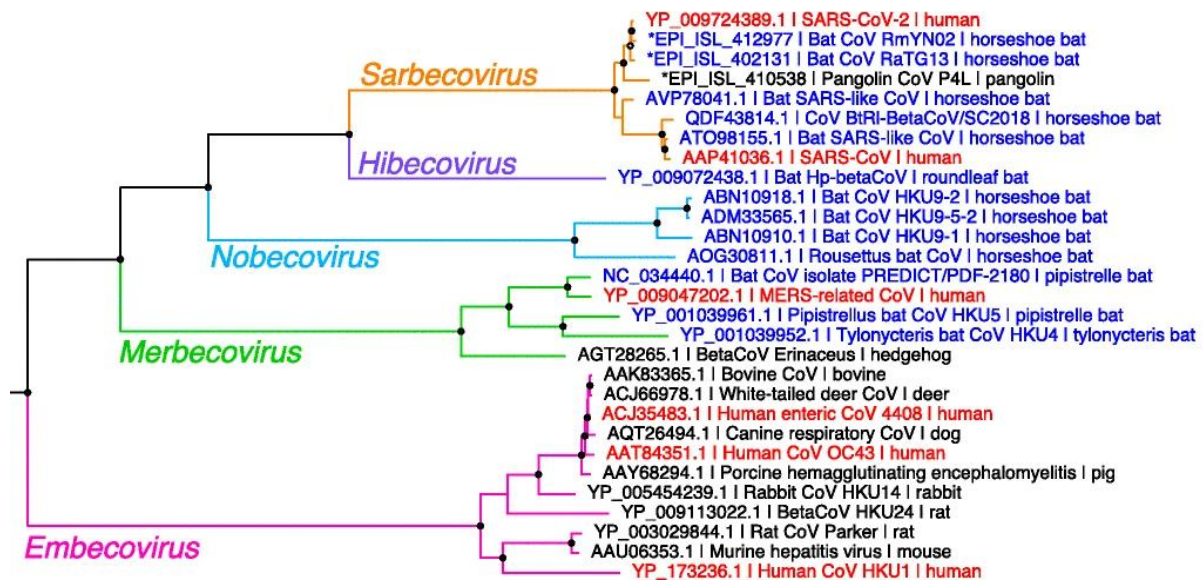 YP_009724389.1 | SARS-CoV-2 | human
*EPI_ISL_412977 | Bat CoV RmYN02 | horseshoe bat
*EPI_ISL_402131 | Bat CoV RaTG13 | horseshoe bat
Sarbecovirus
*EPI_ISL_410538 | Pangolin CoV P4L | pangolin
AVP78041.1 | Bat SARS-like CoV | horseshoe bat
QDF43814.1 | CoV BtRl-BetaCoV/SC2018 | horseshoe bat
ATO98155.1 | Bat SARS-like CoV | horseshoe bat
AAP41036.1 | SARS-CoV | human
Hibecovirus
YP_009072438.1 | Bat Hp-betaCoV | roundleaf bat
ABN10918.1 | Bat CoV HKU9-2 | horseshoe bat
ADM33565.1 | Bat CoV HKU9-5-2 | horseshoe bat
ABN10910.1 | Bat CoV HKU9-1 | horseshoe bat
Nobecovirus
AOG30811.1 | Rousettus bat CoV | horseshoe bat
NC_034440.1 | Bat CoV isolate PREDICT/PDF-2180 | pipistrelle bat
YP_009047202.1 | MERS-related CoV | human
YP_001039961.1 | Pipistrellus bat CoV HKU5 | pipistrelle bat
YP_001039952.1 | Tylonycteris bat CoV HKU4 | tylonycteris bat
Merbecovirus
AGT28265.1 | BetaCoV Erinaceus | hedgehog
AAK83365.1 | Bovine CoV | bovine
ACJ66978.1 | White-tailed deer CoV | deer
ACJ35483.1 | Human enteric CoV 4408 | human
AQT26494.1 | Canine respiratory CoV | dog
AAT84351.1 | Human CoV OC43 | human
AAY68294.1 | Porcine hemagglutinating encephalomyelitis | pig
YP_005454239.1 | Rabbit CoV HKU14 | rabbit
YP_009113022.1 | BetaCoV HKU24 | rat
YP_003029844.1 | Rat CoV Parker | rat
Embecovirus
AAU06353.1 | Murine hepatitis virus | mouse
YP_173236.1 | Human CoV HKU1 | human